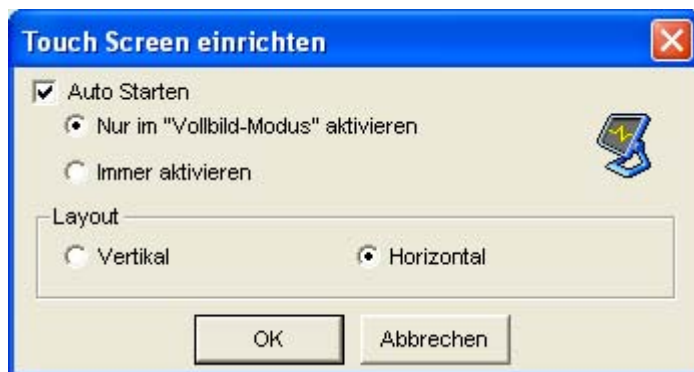 Touch Screen einrichten
Auto Starten
Nur im "Vollbild-Modus" aktivieren
Immer aktivieren
Layout
Vertikal Horizontal
OK Abbrechen